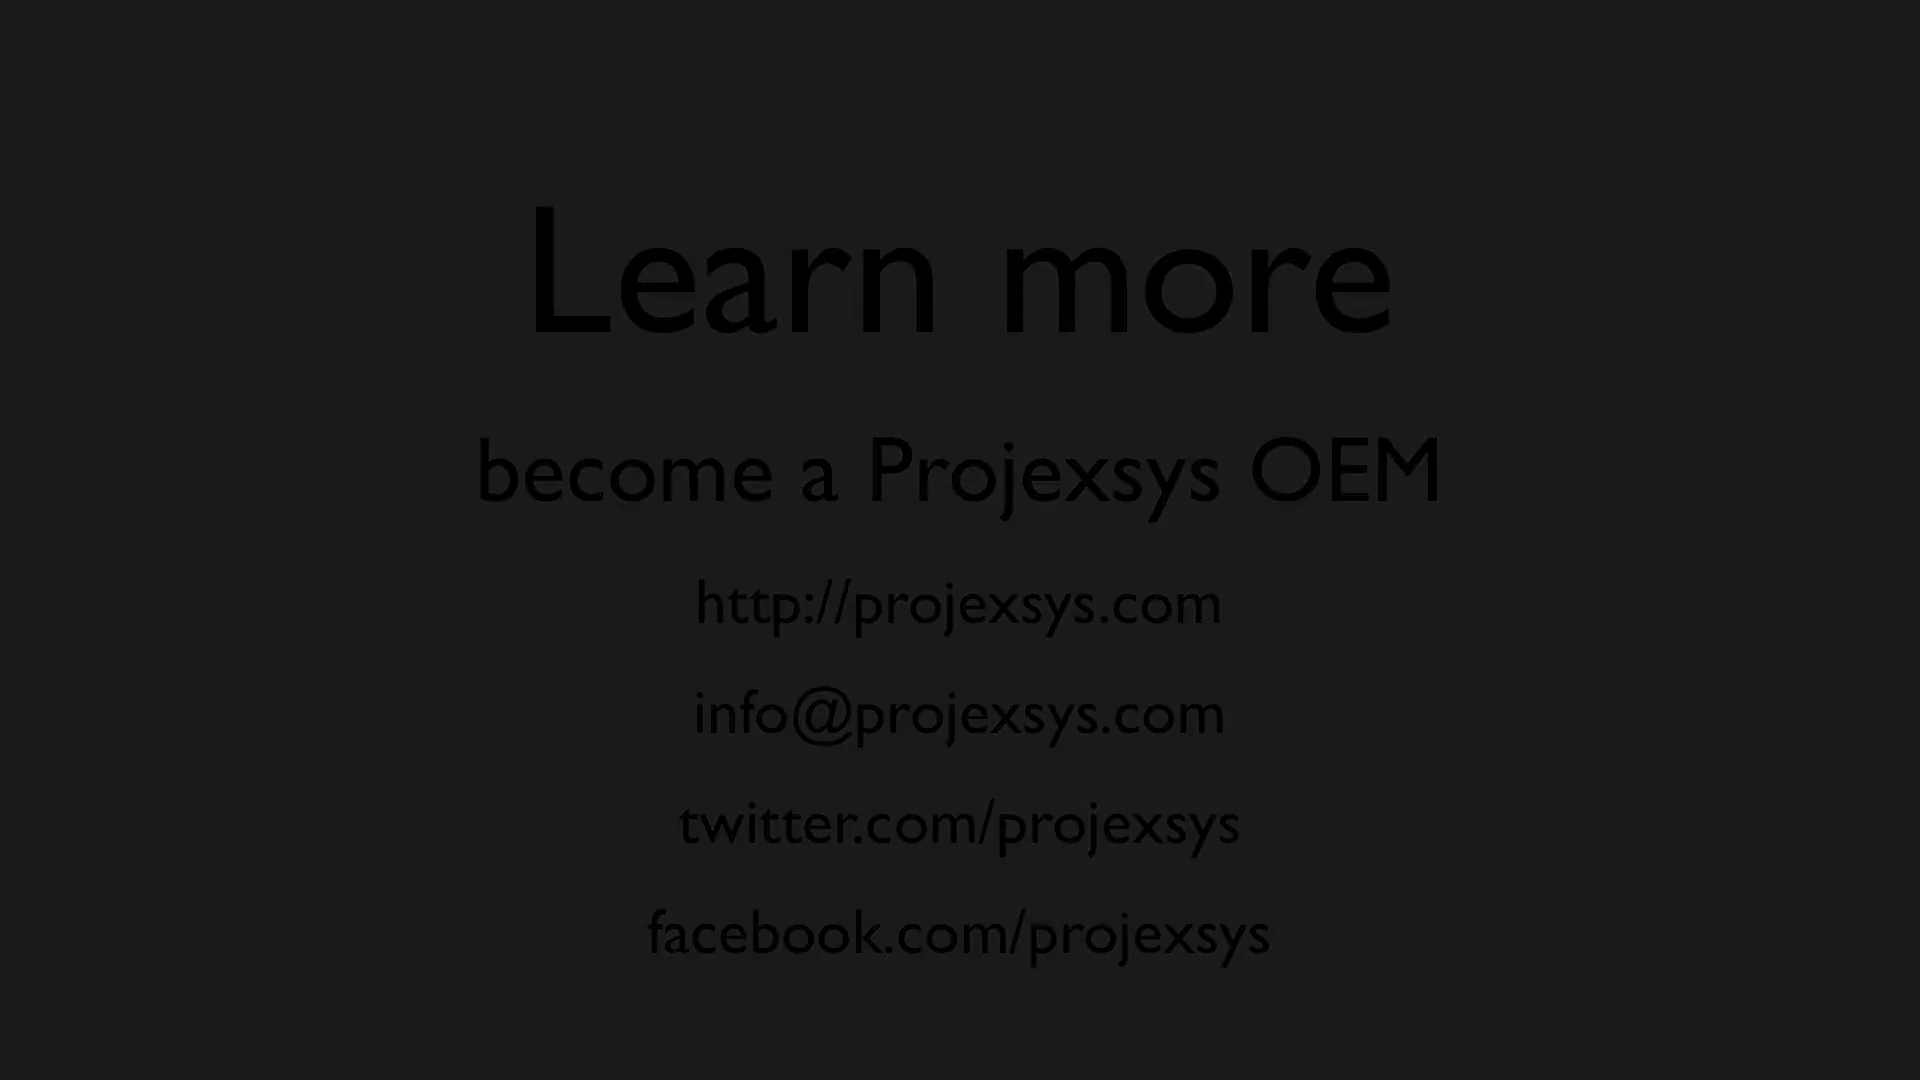 Learn more
become a Projexsys OEM
http://projexsys.com
info@projexsys.com
twitter.com/projexsys
facebook.com/projexsys